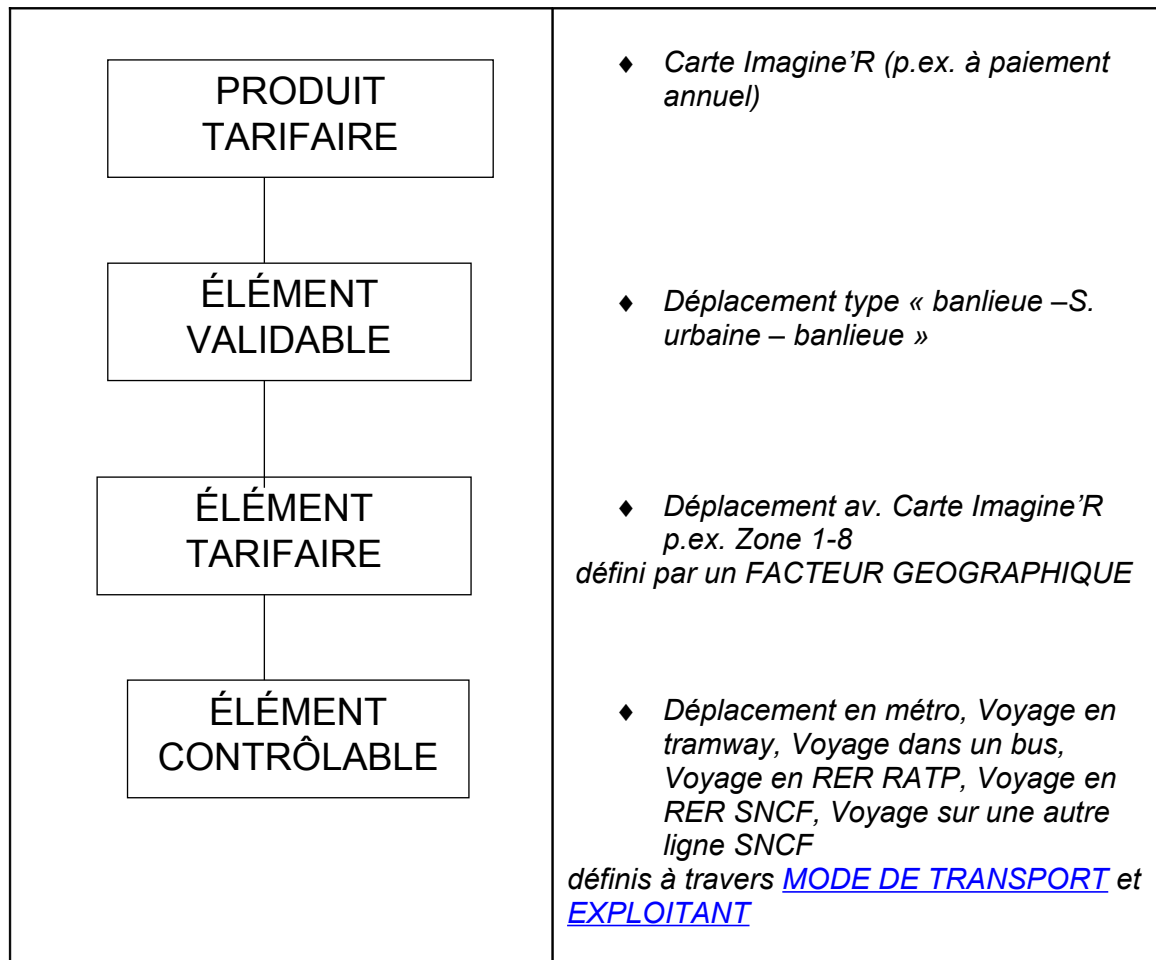 PRODUIT
TARIFAIRE
♦ Carte Imagine’R (p.ex. à paiement
annuel)
ÉLÉMENT
VALIDABLE
♦ Déplacement type « banlieue –S.
urbaine – banlieue »
ÉLÉMENT
TARIFAIRE
♦ Déplacement av. Carte Imagine’R
p.ex. Zone 1-8
défini par un FACTEUR GEOGRAPHIQUE
ÉLÉMENT
CONTRÔLABLE
♦ Déplacement en métro, Voyage en
tramway, Voyage dans un bus,
Voyage en RER RATP, Voyage en
RER SNCF, Voyage sur une autre
ligne SNCF
définis à travers MODE DE TRANSPORT et
EXPLOITANT